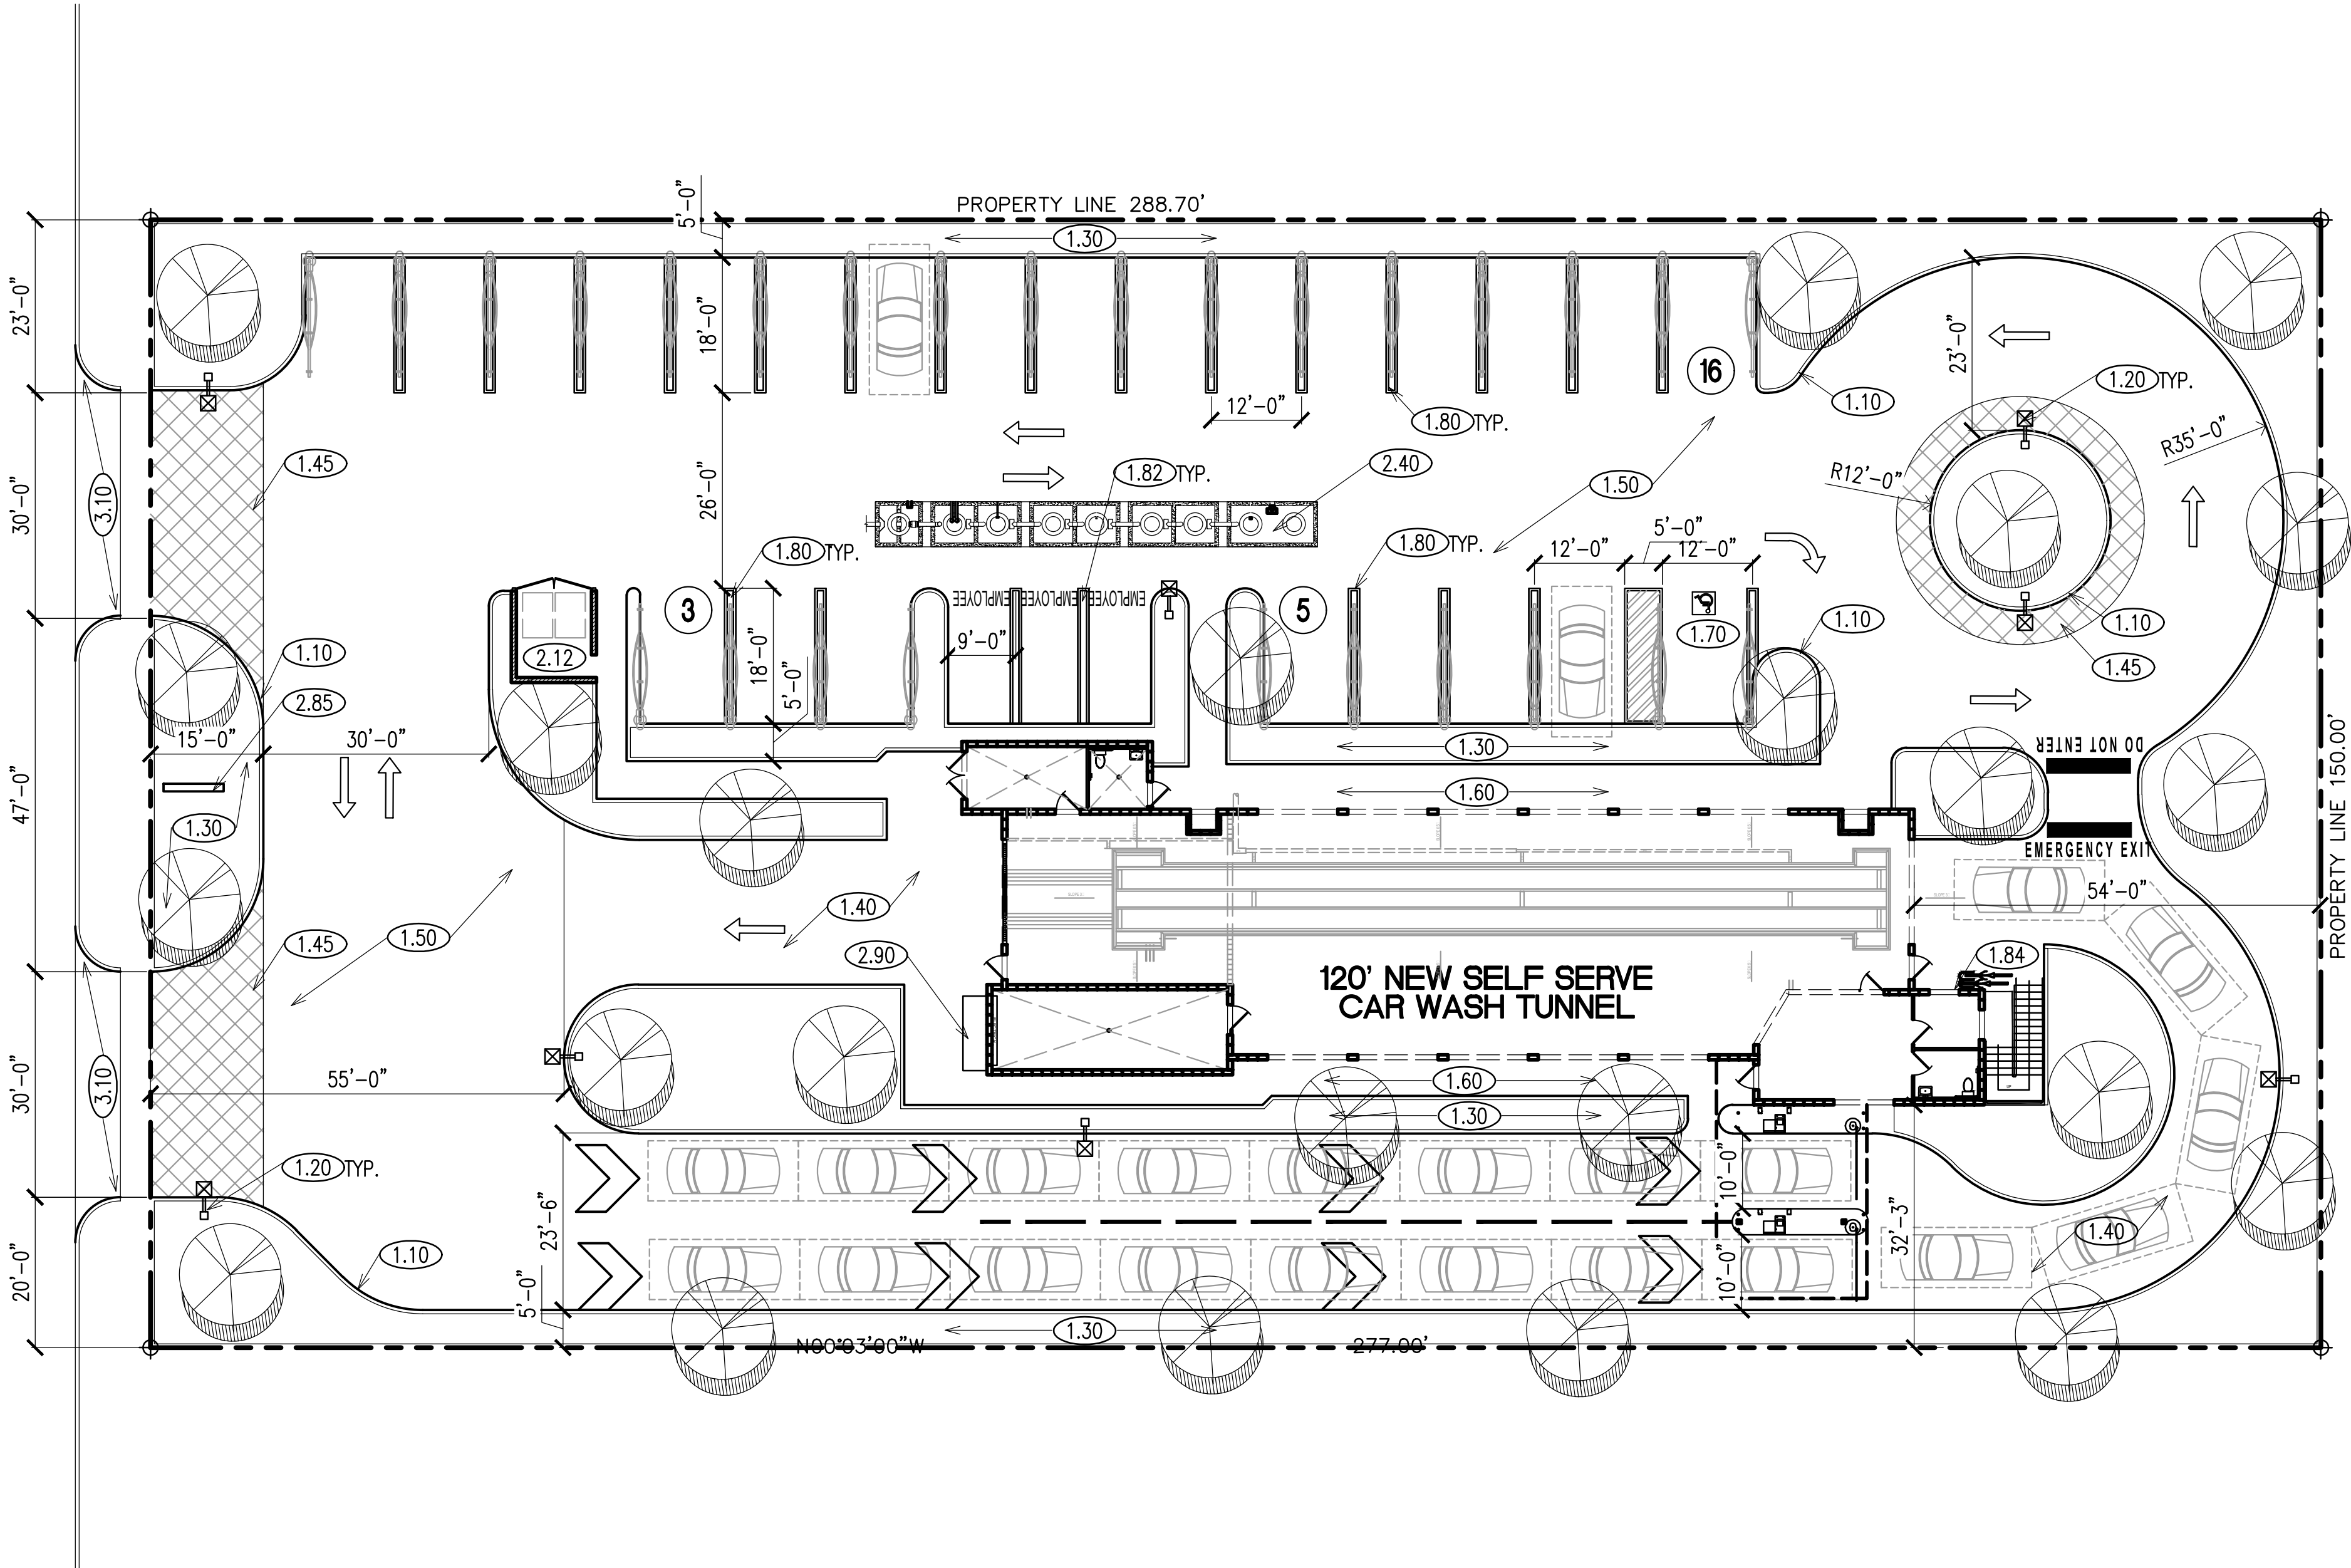 PROPERTY LINE 288.70'
5'-0"
1.30
23'-0"
18'-0"
16
23'-0"
1.20 TYP.
1.10
12'-0"
1.80 TYP.
R35'-0"
1.45
1.82 TYP.
2.40
1.50
R12'-0"
30'-0"
3.10
26'-0"
1.80 TYP.
1.80 TYP.
12'-0"
5'-0"
12'-0"
EMPLOYEE
EMPLOYEE
EMPLOYEE
3
5
1.70
1.10
1.10
1.45
2.12
9'-0"
18'-0"
5'-0"
1.10
2.85
15'-0"
30'-0"
47'-0"
1.30
1.30
1.60
DO NOT ENTER
EMERGENCY EXIT
PROPERTY LINE 150.00'
54'-0"
1.40
1.50
1.45
2.90
120' NEW SELF SERVE
CAR WASH TUNNEL
1.84
UP
30'-0"
3.10
55'-0"
1.60
1.30
1.20 TYP.
10'-0"
10'-0"
23'-6"
32'-3"
1.40
1.10
20'-0"
5'-0"
1.30
N00°03'00"W
277.00'